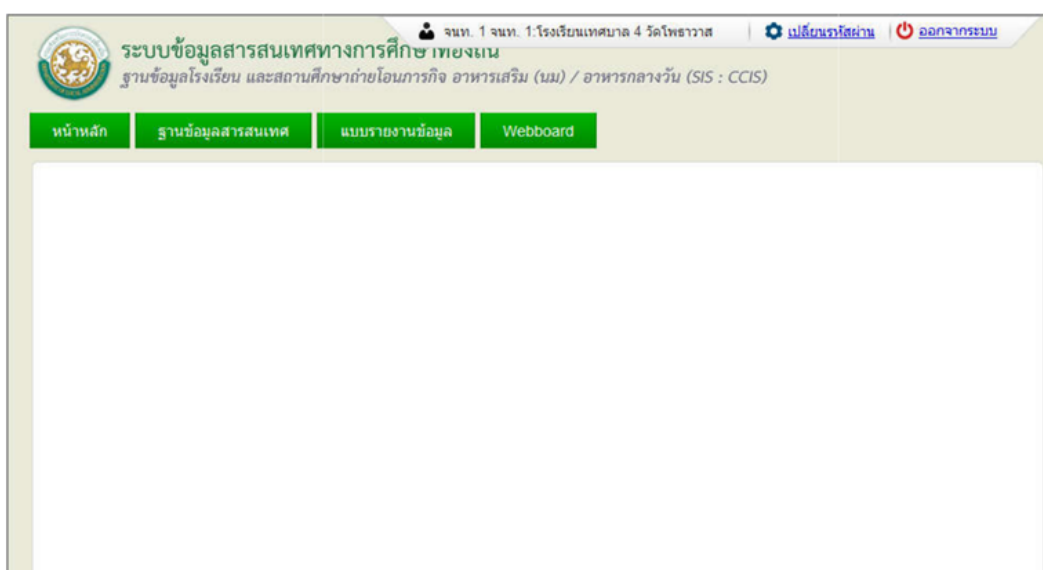 จนท. 1 จนท. 1:โรงเรียนเทศบาล 4 วัดโพธาวาส
เปลี่ยนรหัสผ่าน
ออกจากระบบ
ระบบข้อมูลสารสนเทศทางการศึกษาท้องถิ่น
ฐานข้อมูลโรงเรียน และสถานศึกษาถ่ายโอนภารกิจ อาหารเสริม (นม) / อาหารกลางวัน (SIS : CCIS)
หน้าหลัก
ฐานข้อมูลสารสนเทศ
แบบรายงานข้อมูล
Webboard